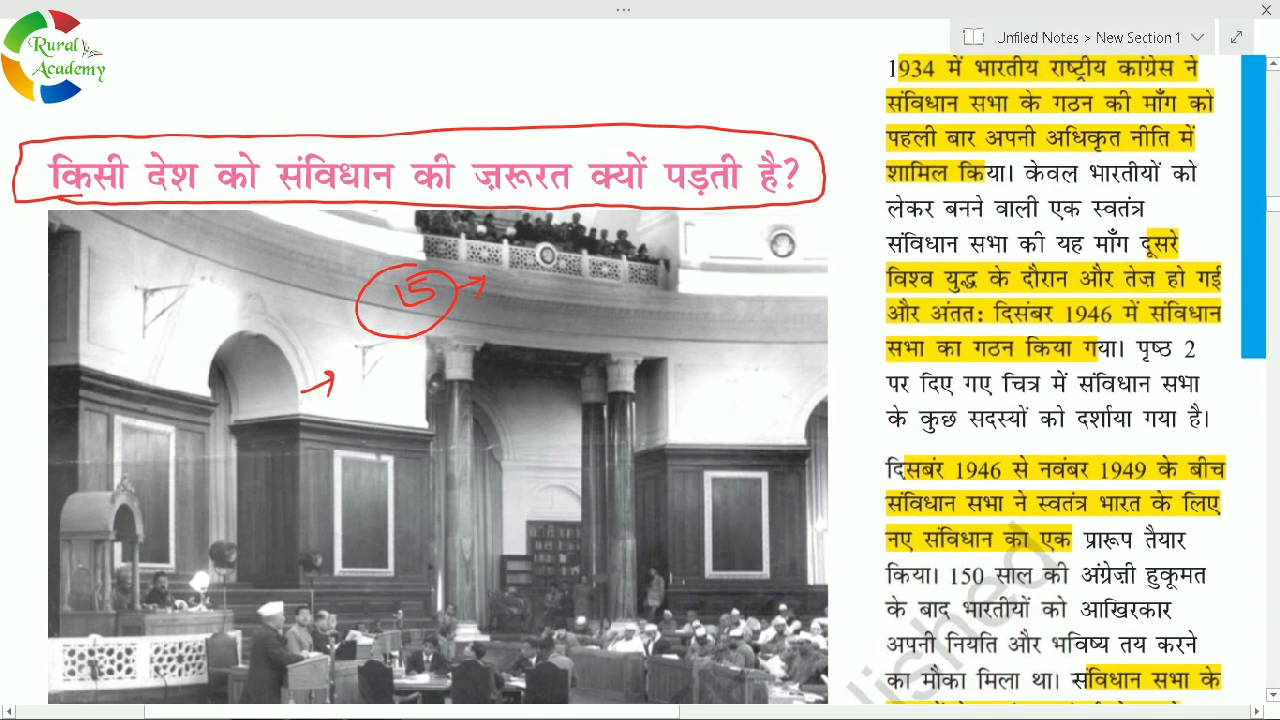 Rural
Academy
Unfiled Notes > New Section 1
किसी देश को संविधान की ज़रूरत क्यों पड़ती है?
15
1934 में भारतीय राष्ट्रीय कांग्रेस ने
संविधान सभा के गठन की माँग को
पहली बार अपनी अधिकृत नीति में
शामिल किया। केवल भारतीयों को
लेकर बनने वाली एक स्वतंत्र
संविधान सभा की यह माँग दूसरे
विश्व युद्ध के दौरान और तेज़ हो गई
और अंतत: दिसंबर 1946 में संविधान
सभा का गठन किया गया। पृष्ठ 2
पर दिए गए चित्र में संविधान सभा
के कुछ सदस्यों को दर्शाया गया है।
दिसबंर 1946 से नवंबर 1949 के बीच
संविधान सभा ने स्वतंत्र भारत के लिए
नए संविधान का एक प्रारूप तैयार
किया। 150 साल की अंग्रेज़ी हुकूमत
के बाद भारतीयों को आखिरकार
अपनी नियति और भविष्य तय करने
का मौका मिला था। संविधान सभा के